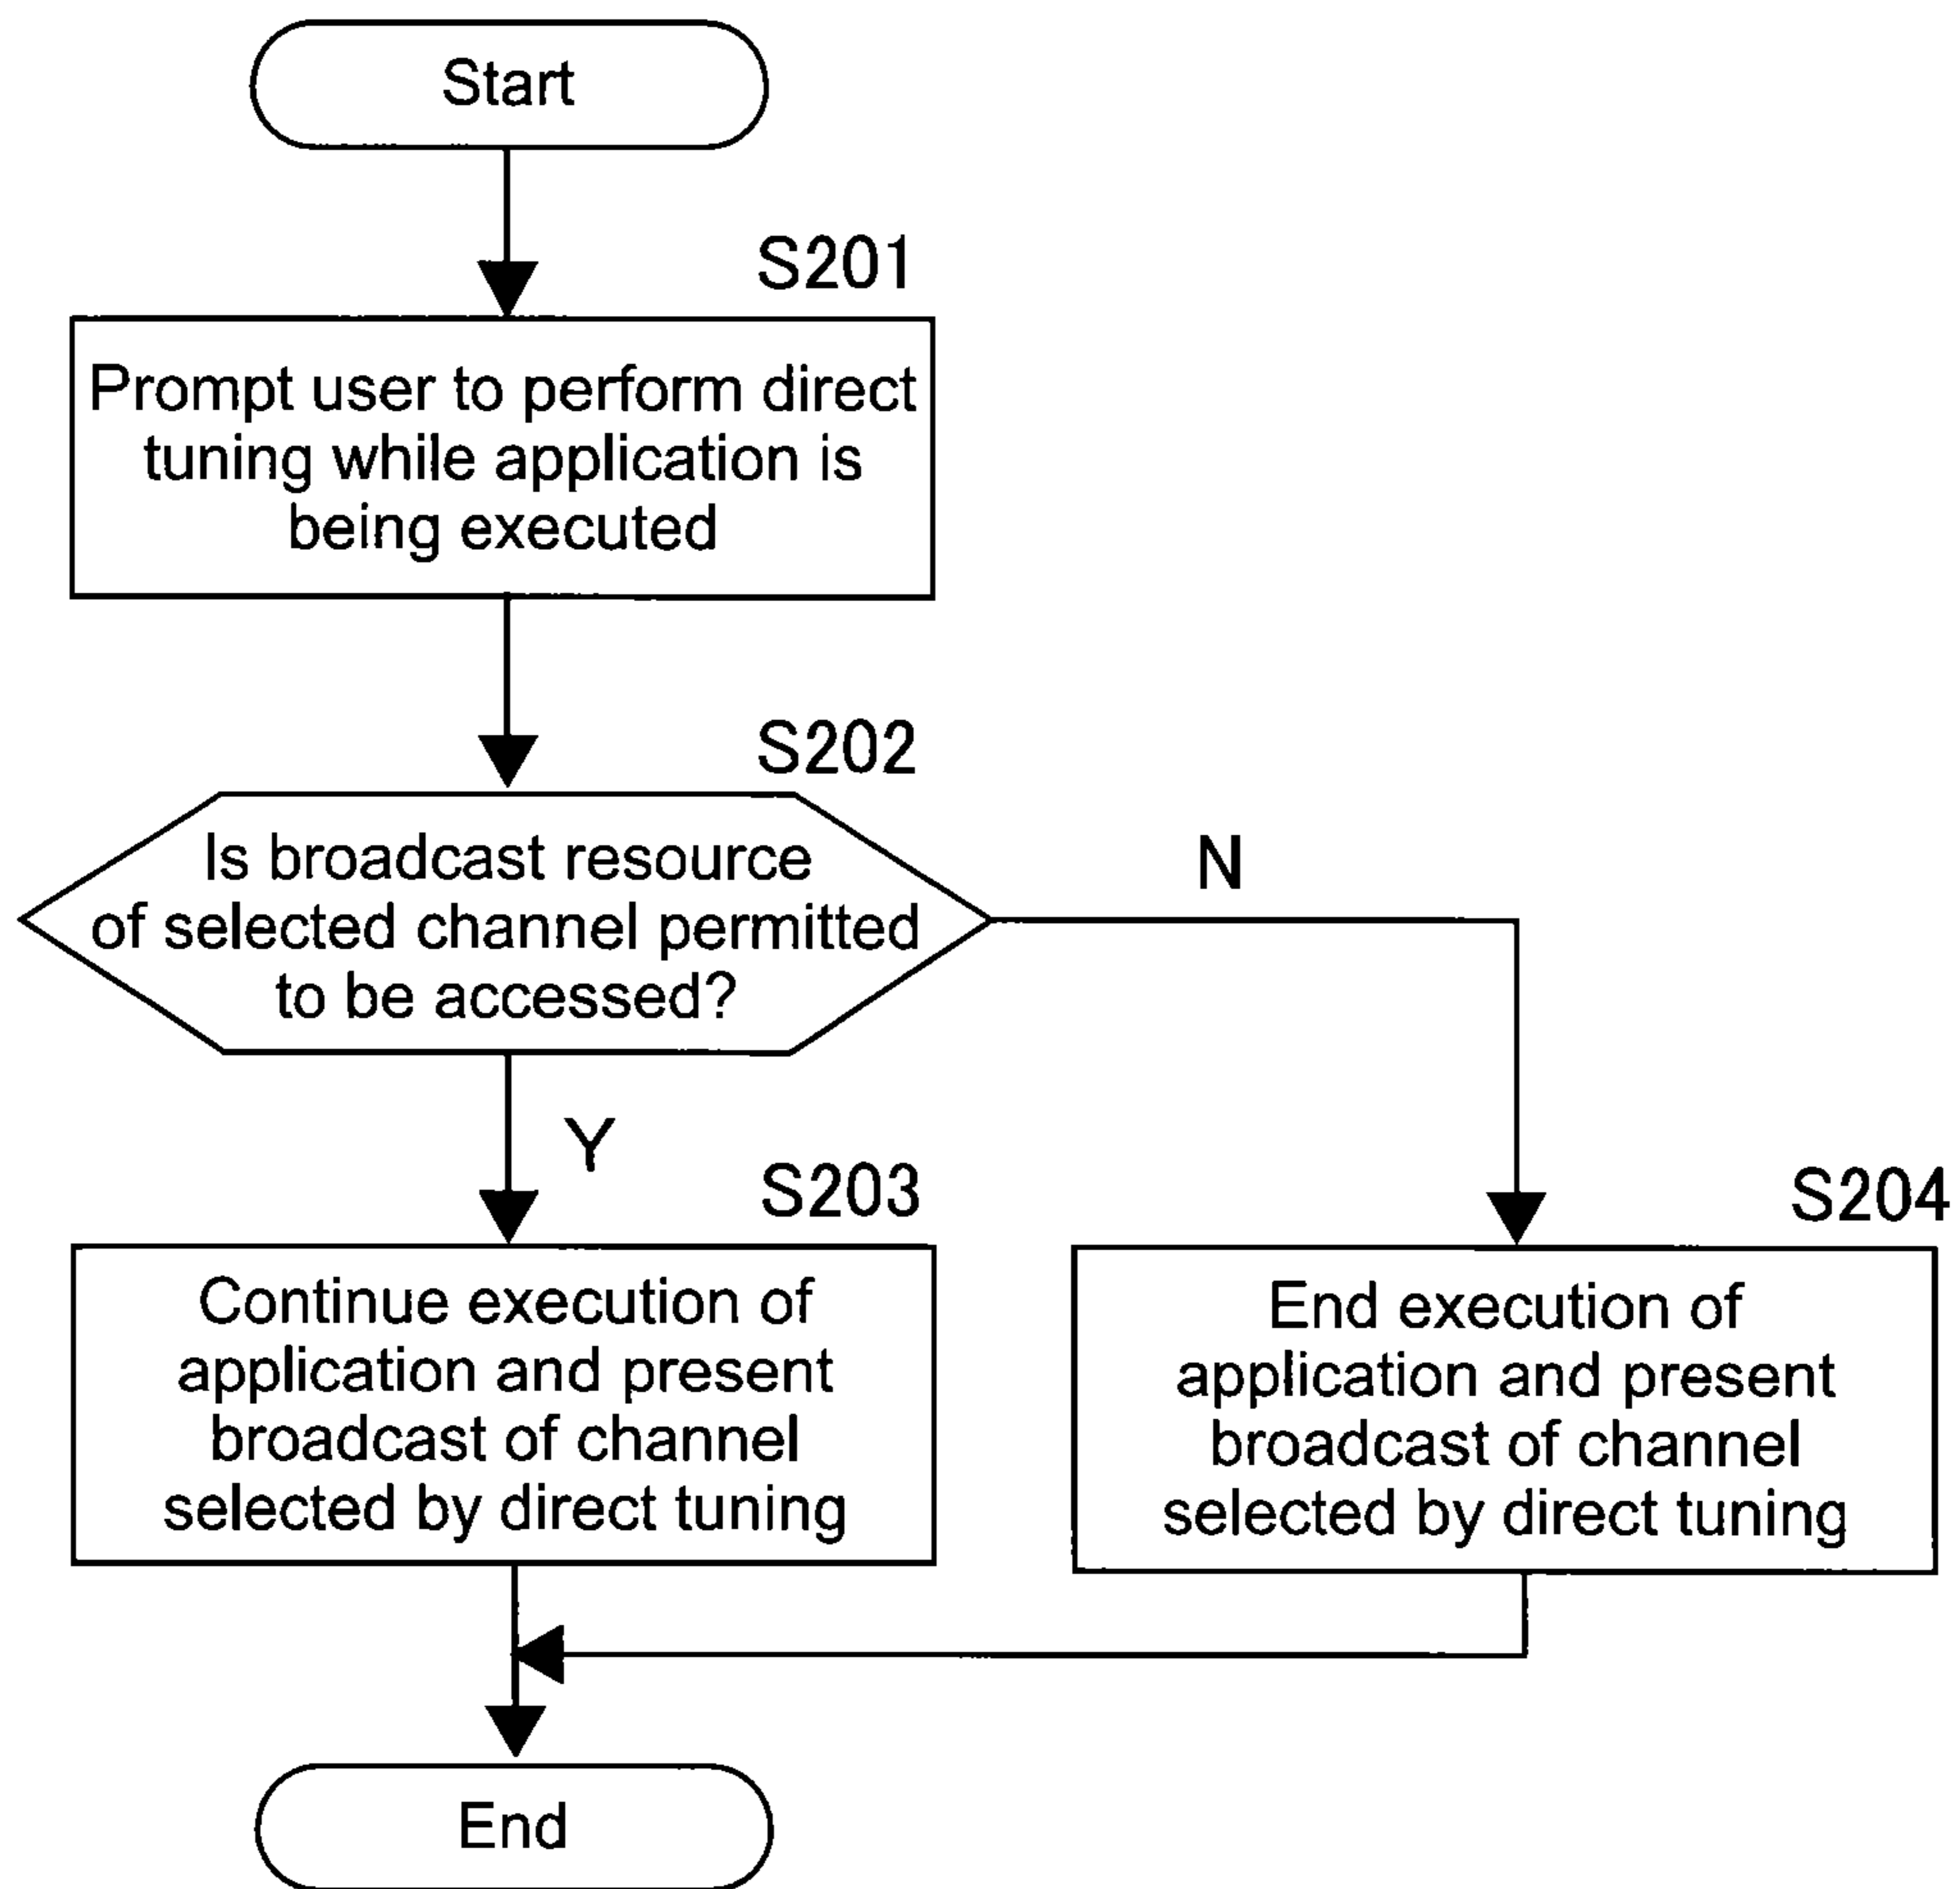 Start
S201
Prompt user to perform direct
tuning while application is
being executed
S202
Is broadcast resource
of selected channel permitted
to be accessed?
N
Y
S203
Continue execution of
application and present
broadcast of channel
selected by direct tuning
S204
End execution of
application and present
broadcast of channel
selected by direct tuning
End